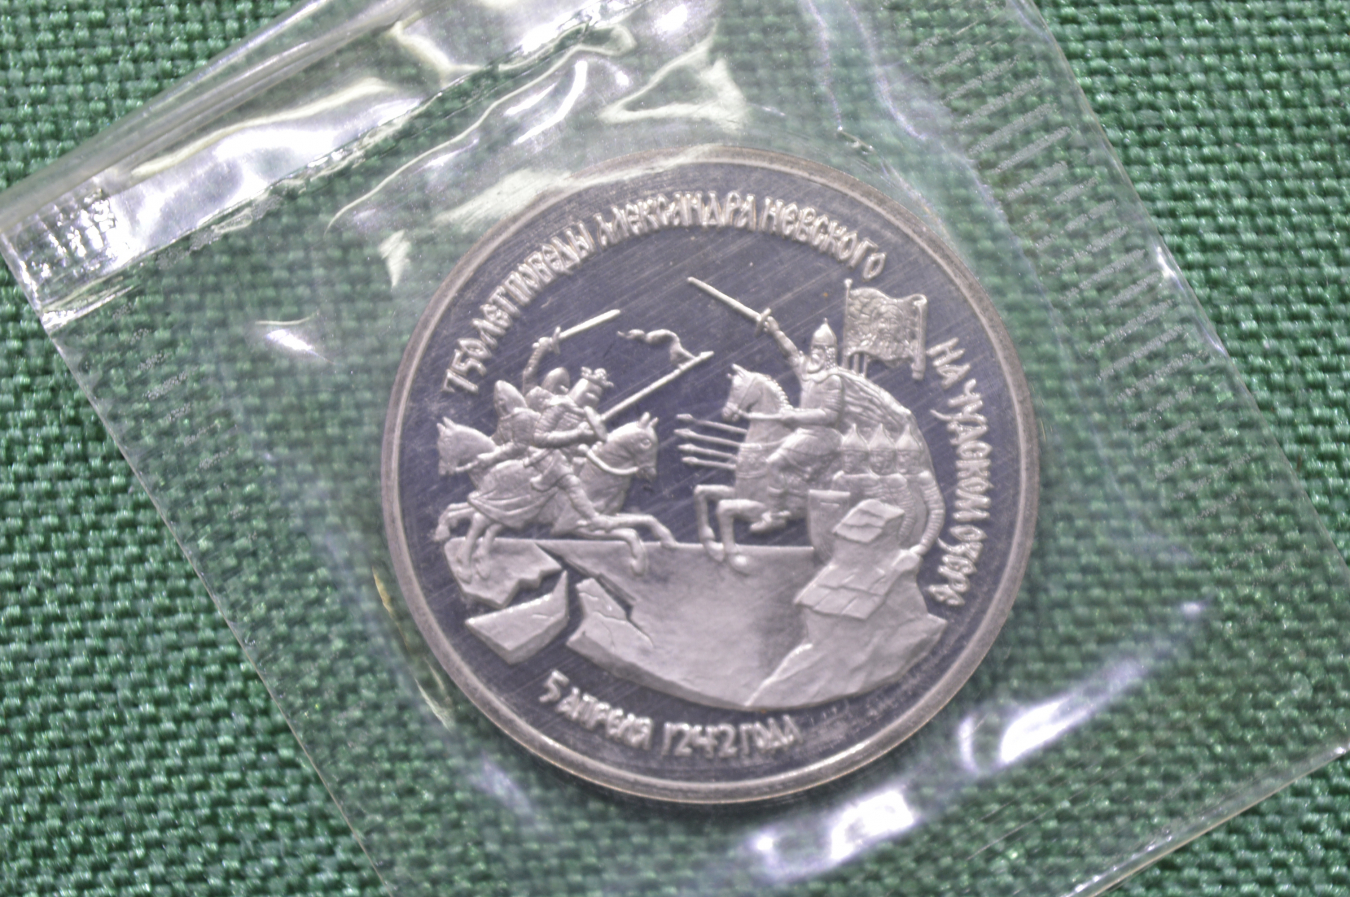 750 ЛЕТ ПОБЕДЫ АЛЕКСАНДРА НЕВСКОГО
НА ЧУДСКОМ ОЗЕРЕ
5 АПРЕЛЯ 1242 ГОДА